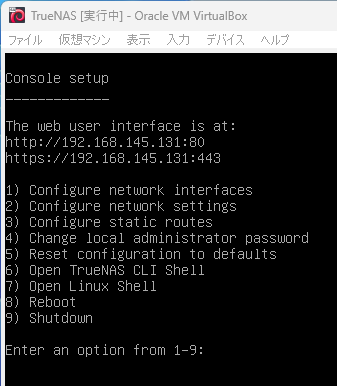 TrueNAS [実行中] - Oracle VM VirtualBox
ファイル 仮想マシン 表示 入力 デバイス ヘルプ
Console setup
-------------
The web user interface is at:
http://192.168.145.131:80
https://192.168.145.131:443
1) Configure network interfaces
2) Configure network settings
3) Configure static routes
4) Change local administrator password
5) Reset configuration to defaults
6) Open TrueNAS CLI Shell
7) Open Linux Shell
8) Reboot
9) Shutdown
Enter an option from 1-9: